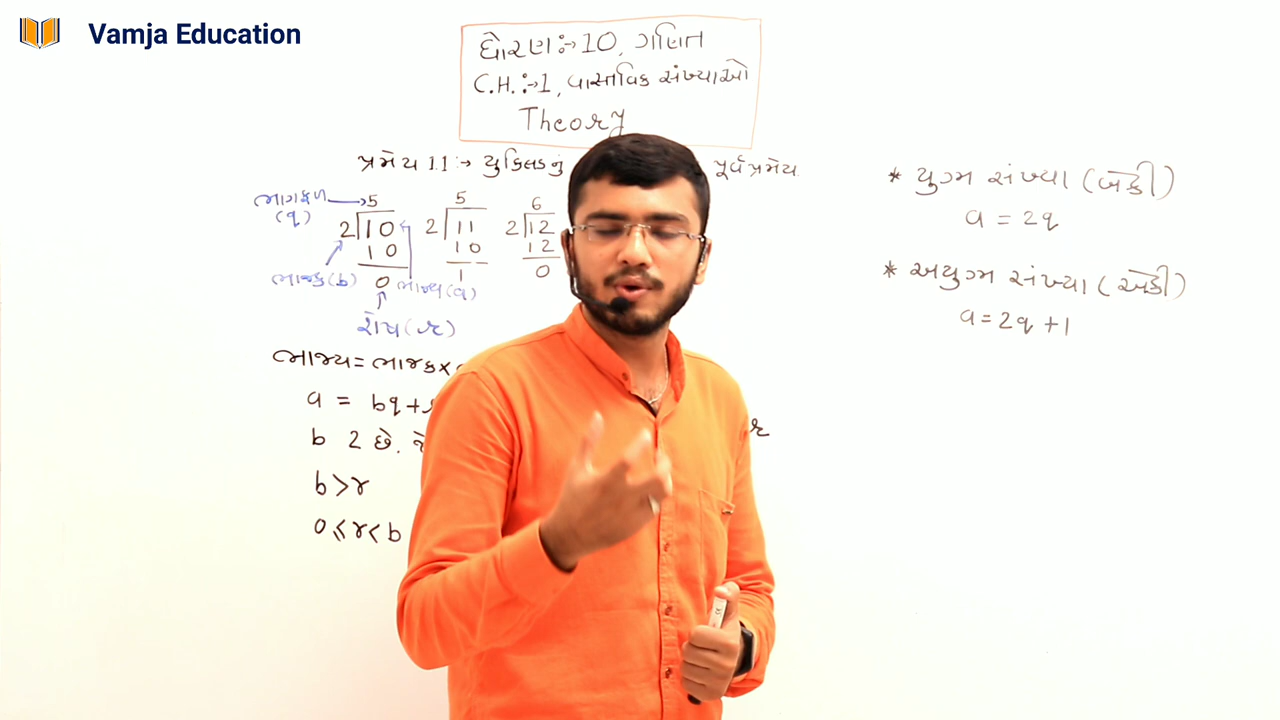 Vamja Education
ધોરણ :→ 10, ગણિત
C.H. :→ 1, વાસ્તવિક સંખ્યાઓ
Theory
પ્રમેય 1.1 :→ યુક્લિડનું પૂર્વપ્રમેય
ભાગફળ → 5
(q)
2 10
10
0
ભાજક (b)
ભાજ્ય (a)
શેષ (r)
5
2 11
10
1
6
2 12
12
0
ભાજ્ય = ભાજક ×
a = bq +
b 2 છે.
r
b > r
0 ≤ r < b
* યુગ્મ સંખ્યા (બેકી)
a = 2q
* અયુગ્મ સંખ્યા (એકી)
a = 2q + 1